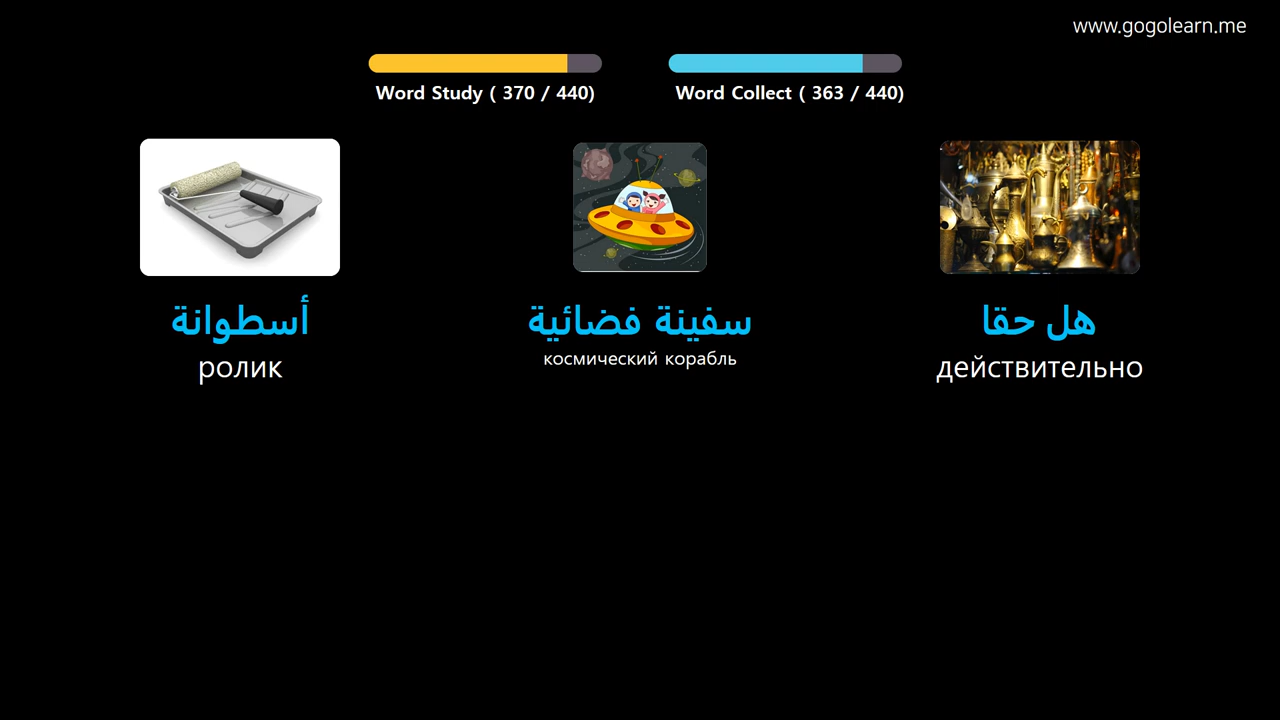 www.gogolearn.me
Word Study ( 370 / 440)
Word Collect ( 363 / 440)
أسطوانة
ролик
سفينة فضائية
космический корабль
هل حقا
действительно